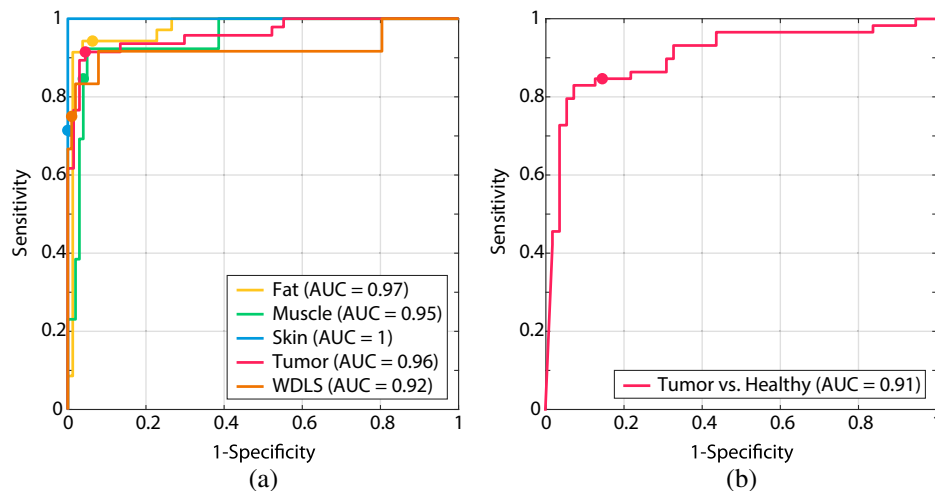 1
0.8
0.6
0.4
0.2
0
Sensitivity
Fat (AUC = 0.97)
Muscle (AUC = 0.95)
Skin (AUC = 1)
Tumor (AUC = 0.96)
WDLS (AUC = 0.92)
0 0.2 0.4 0.6 0.8 1
1-Specificity
(a)
1
0.8
0.6
0.4
0.2
0
Sensitivity
Tumor vs. Healthy (AUC = 0.91)
0 0.2 0.4 0.6 0.8 1
1-Specificity
(b)